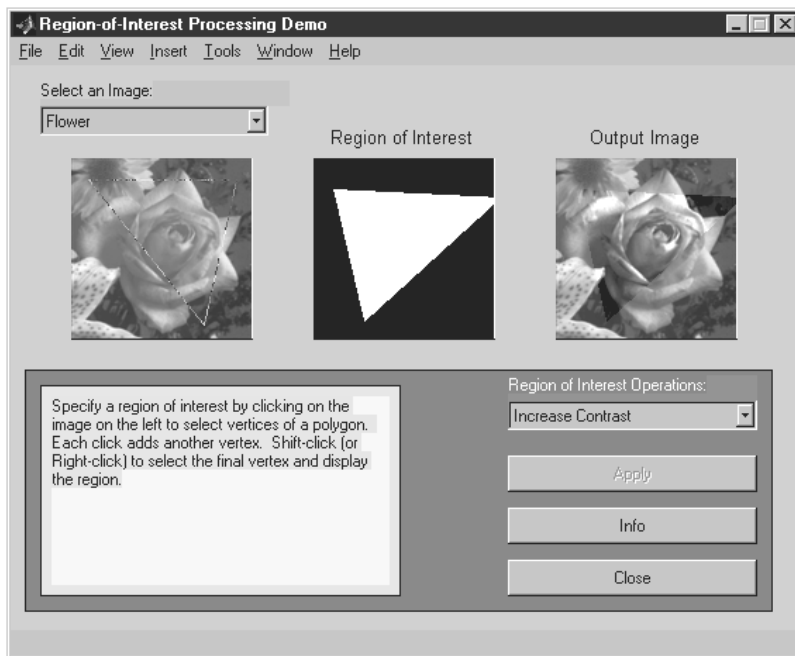 Region-of-Interest Processing Demo
File Edit View Insert Tools Window Help
Select an Image:
Flower
Region of Interest
Output Image
Specify a region of interest by clicking on the
image on the left to select vertices of a polygon.
Each click adds another vertex. Shift-click (or
Right-click) to select the final vertex and display
the region.
Region of Interest Operations:
Increase Contrast
Apply
Info
Close